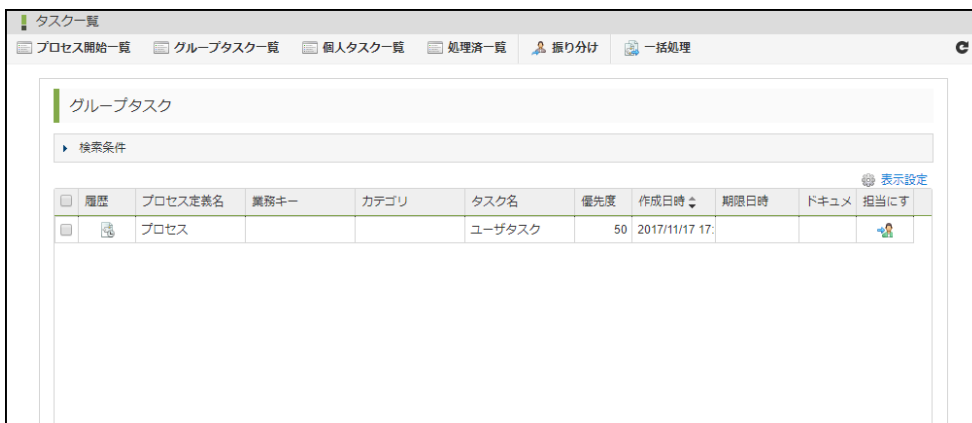 タスク一覧
プロセス開始一覧 グループタスク一覧 個人タスク一覧 処理済一覧 振り分け 一括処理
グループタスク
検索条件
表示設定
履歴 プロセス定義名 業務キー カテゴリ タスク名 優先度 作成日時 期限日時 ドキュメ 担当にす
プロセス ユーザタスク 50 2017/11/17 17: